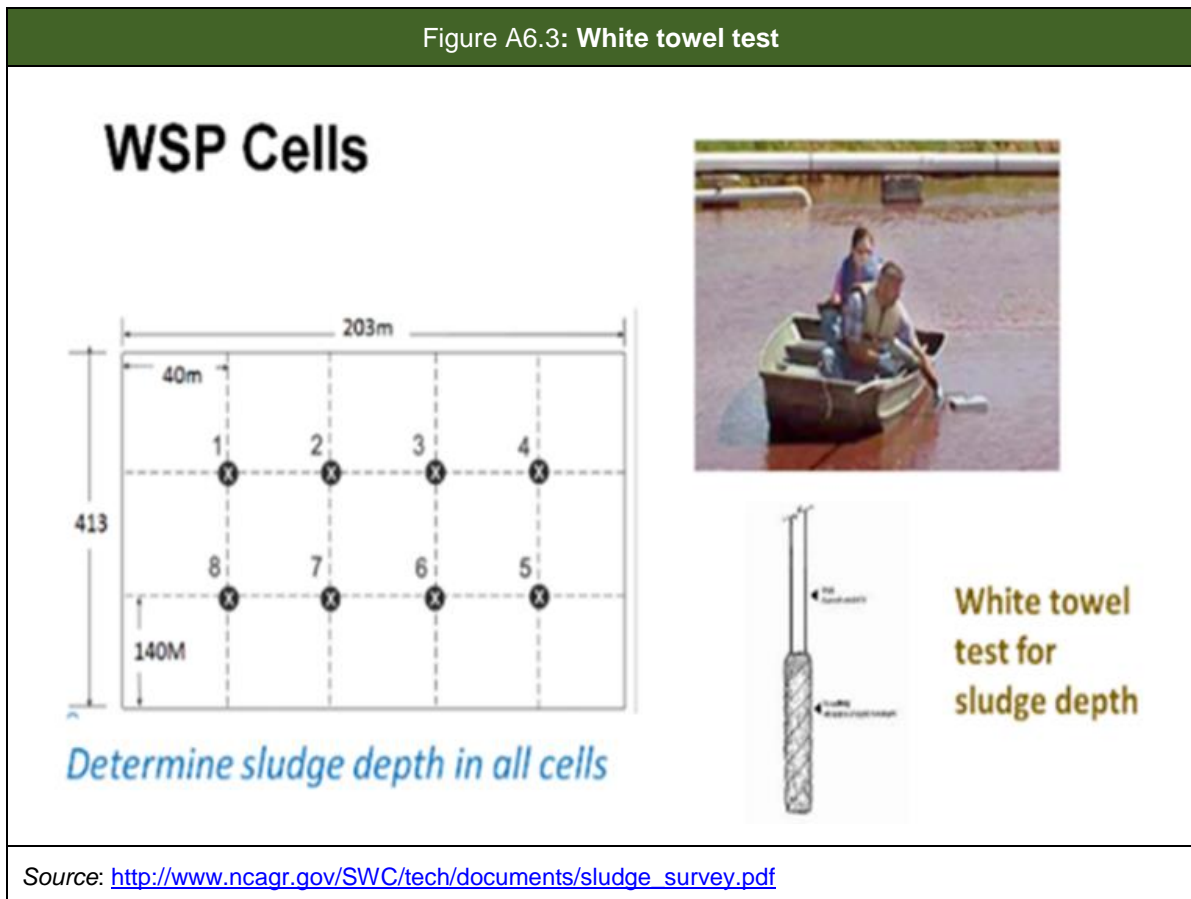 Figure A6.3: White towel test
WSP Cells
203m
40m
1
2
3
4
413
8
7
6
5
140M
Determine sludge depth in all cells
White towel
test for
sludge depth
Source: http://www.ncagr.gov/SWC/tech/documents/sludge_survey.pdf